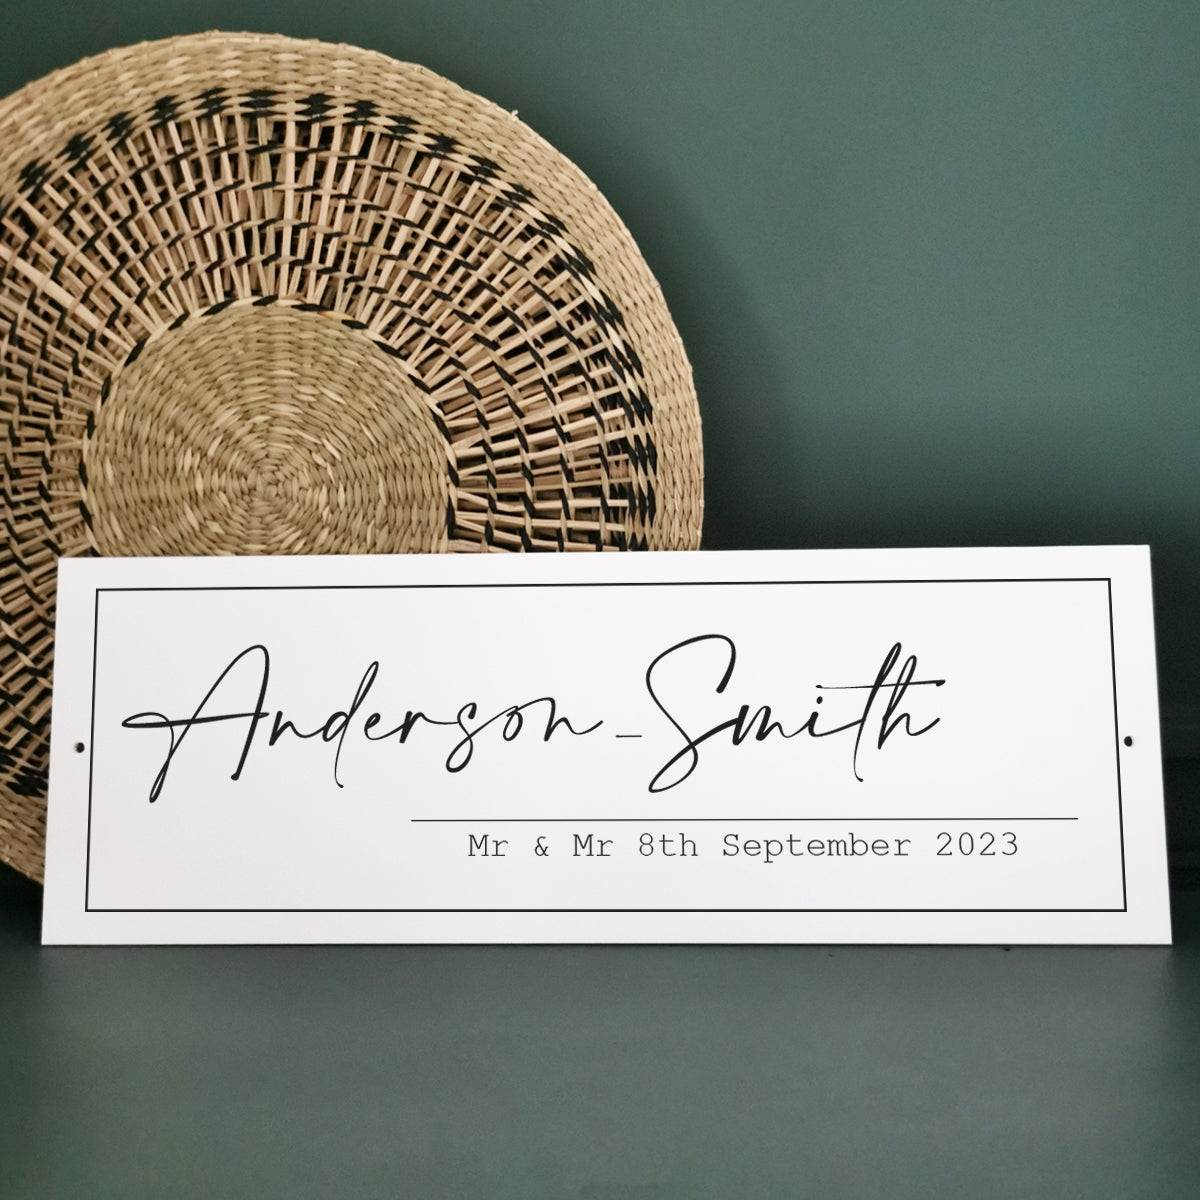 Anderson-Smith
Mr & Mr 8th September 2023